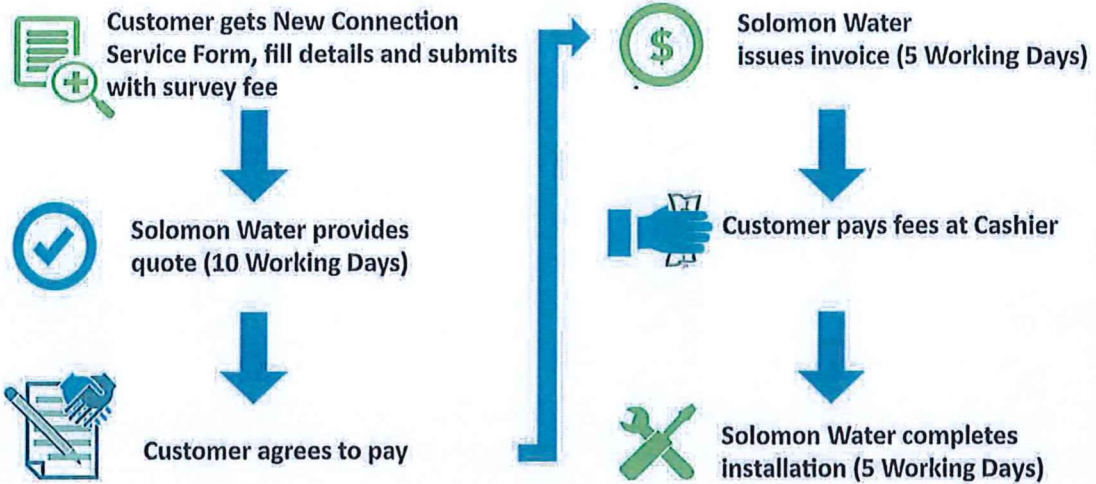 Customer gets New Connection
Service Form, fill details and submits
with survey fee
Solomon Water provides
quote (10 Working Days)
Customer agrees to pay
$
Solomon Water
issues invoice (5 Working Days)
Customer pays fees at Cashier
Solomon Water completes
installation (5 Working Days)